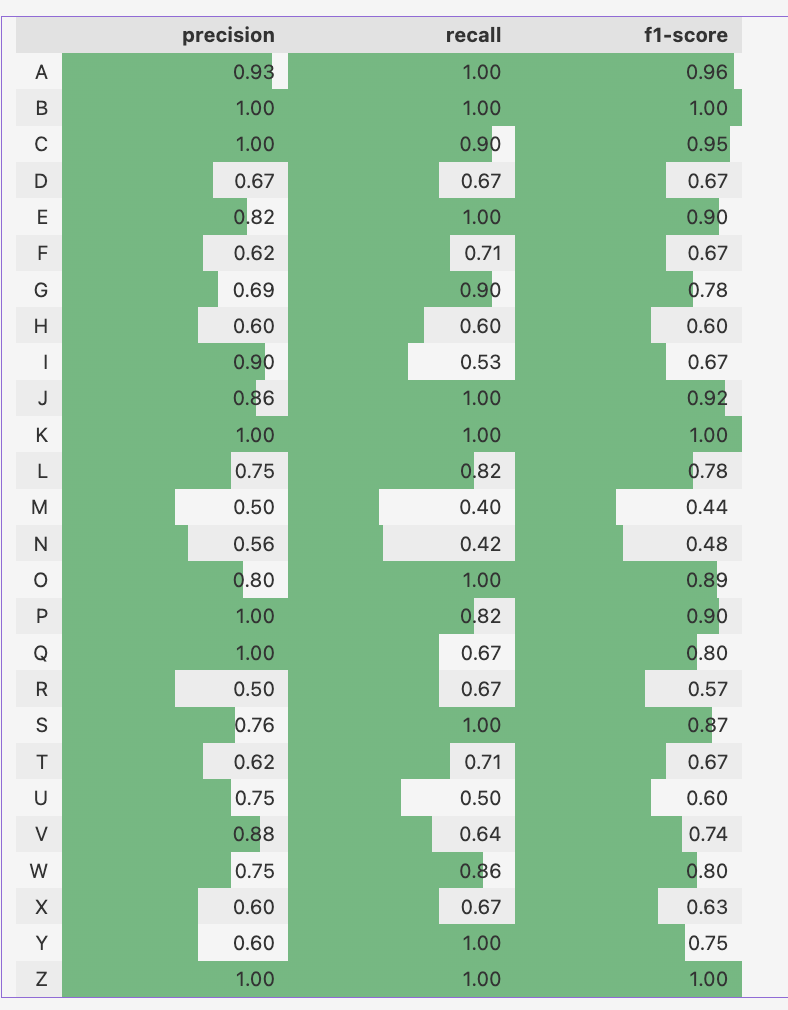 precision recall f1-score
A 0.93 1.00 0.96
B 1.00 1.00 1.00
C 1.00 0.90 0.95
D 0.67 0.67 0.67
E 0.82 1.00 0.90
F 0.62 0.71 0.67
G 0.69 0.90 0.78
H 0.60 0.60 0.60
I 0.90 0.53 0.67
J 0.86 1.00 0.92
K 1.00 1.00 1.00
L 0.75 0.82 0.78
M 0.50 0.40 0.44
N 0.56 0.42 0.48
O 0.80 1.00 0.89
P 1.00 0.82 0.90
Q 1.00 0.67 0.80
R 0.50 0.67 0.57
S 0.76 1.00 0.87
T 0.62 0.71 0.67
U 0.75 0.50 0.60
V 0.88 0.64 0.74
W 0.75 0.86 0.80
X 0.60 0.67 0.63
Y 0.60 1.00 0.75
Z 1.00 1.00 1.00